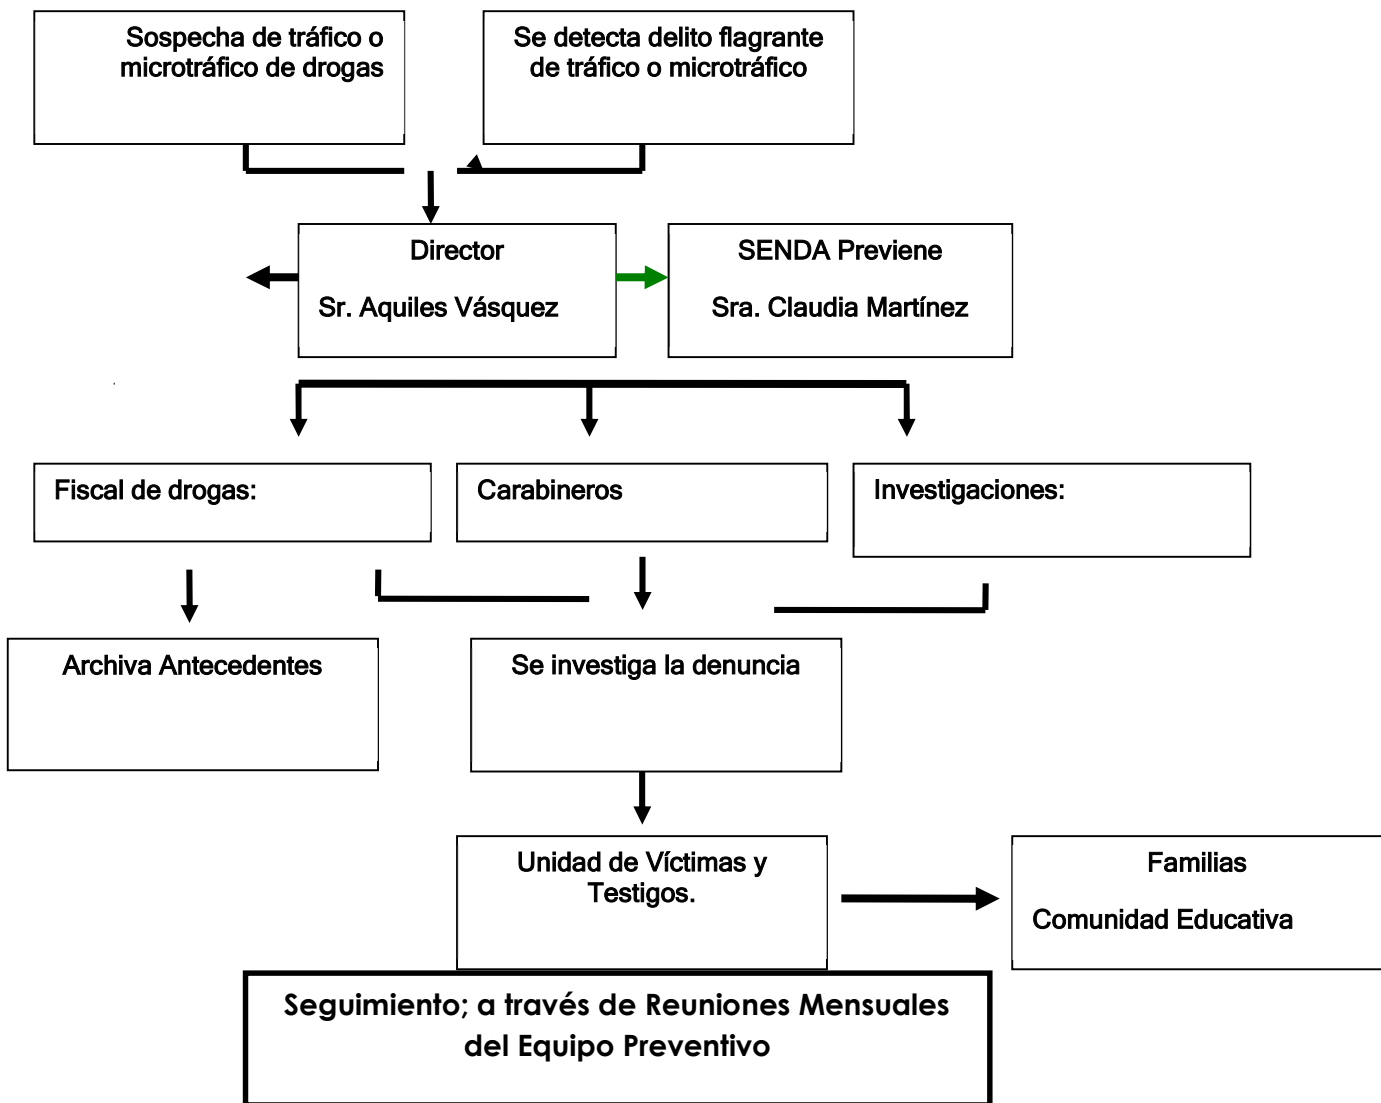 Sospecha de tráfico o
microtráfico de drogas
Se detecta delito flagrante
de tráfico o microtráfico
Director
Sr. Aquiles Vásquez
SENDA Previene
Sra. Claudia Martínez
Fiscal de drogas:
Carabineros
Investigaciones:
Archiva Antecedentes
Se investiga la denuncia
Unidad de Víctimas y
Testigos.
Familias
Comunidad Educativa
Seguimiento; a través de Reuniones Mensuales
del Equipo Preventivo